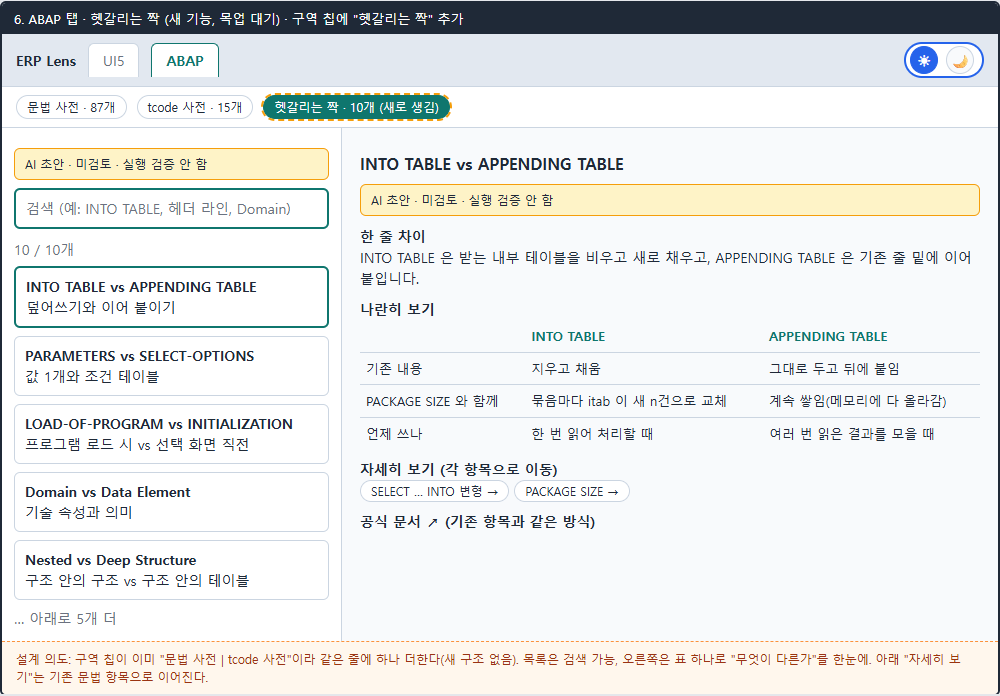 6. ABAP 탭 · 헷갈리는 짝 (새 기능, 목업 대기) · 구역 칩에 "헷갈리는 짝" 추가
ERP Lens
UI5
ABAP
문법 사전 · 87개
tcode 사전 · 15개
헷갈리는 짝 · 10개 (새로 생김)
AI 초안 · 미검토 · 실행 검증 안 함
검색 (예: INTO TABLE, 헤더 라인, Domain)
10 / 10개
INTO TABLE vs APPENDING TABLE
덮어쓰기와 이어 붙이기
PARAMETERS vs SELECT-OPTIONS
값 1개와 조건 테이블
LOAD-OF-PROGRAM vs INITIALIZATION
프로그램 로드 시 vs 선택 화면 직전
Domain vs Data Element
기술 속성과 의미
Nested vs Deep Structure
구조 안의 구조 vs 구조 안의 테이블
... 아래로 5개 더
INTO TABLE vs APPENDING TABLE
AI 초안 · 미검토 · 실행 검증 안 함
한 줄 차이
INTO TABLE 은 받는 내부 테이블을 비우고 새로 채우고, APPENDING TABLE 은 기존 줄 밑에 이어
붙입니다.
나란히 보기
INTO TABLE APPENDING TABLE
기존 내용 지우고 채움 그대로 두고 뒤에 붙임
PACKAGE SIZE 와 함께 묶음마다 itab 이 새 n건으로 교체 계속 쌓임(메모리에 다 올라감)
언제 쓰나 한 번 읽어 처리할 때 여러 번 읽은 결과를 모을 때
자세히 보기 (각 항목으로 이동)
SELECT ... INTO 변형 → PACKAGE SIZE →
공식 문서 ↗ (기존 항목과 같은 방식)
설계 의도: 구역 칩이 이미 "문법 사전 | tcode 사전"이라 같은 줄에 하나 더한다(새 구조 없음). 목록은 검색 가능, 오른쪽은 표 하나로 "무엇이 다른가"를 한눈에. 아래 "자세히 보
기"는 기존 문법 항목으로 이어진다.